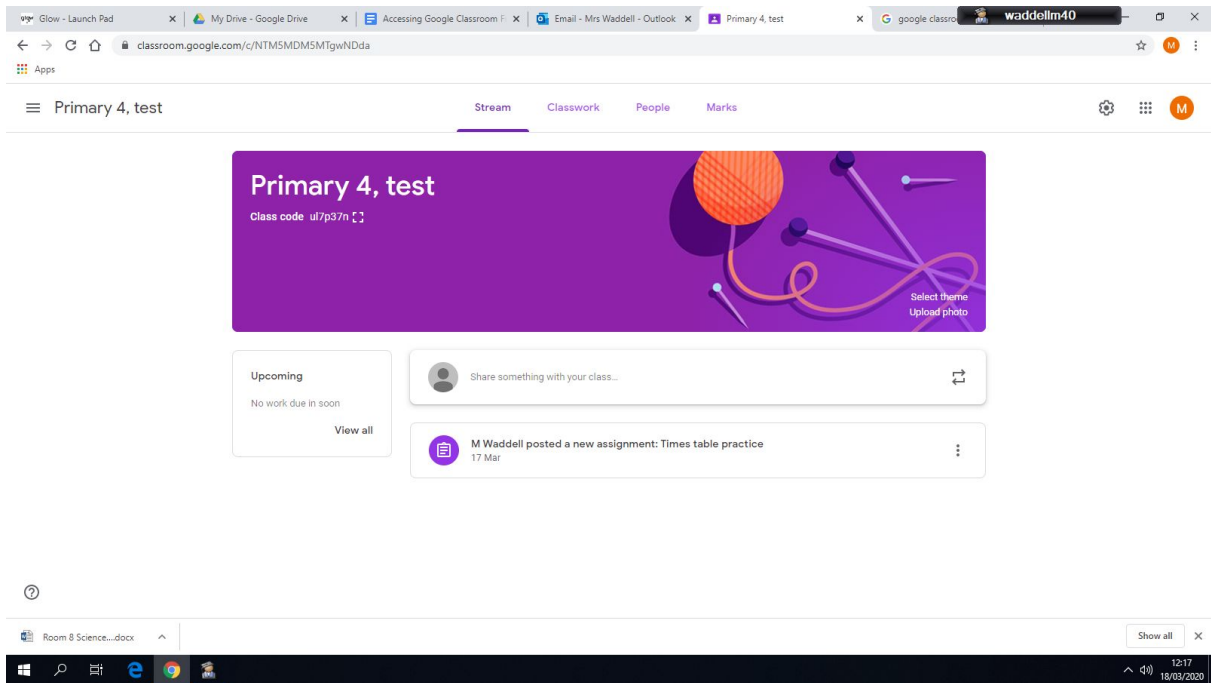 Glow - Launch Pad
My Drive - Google Drive
Accessing Google Classroom F
Email - Mrs Waddell - Outlook
Primary 4, test
google classro
waddellm40
classroom.google.com/c/NTM5MDM5MTgwNDda
M
Apps
Primary 4, test
Stream Classwork People Marks
M
Primary 4, test
Class code ul7p37n
Select theme
Upload photo
Upcoming
No work due in soon
View all
Share something with your class...
M Waddell posted a new assignment: Times table practice
17 Mar
Room 8 Science....docx
Show all
12:17
18/03/2020